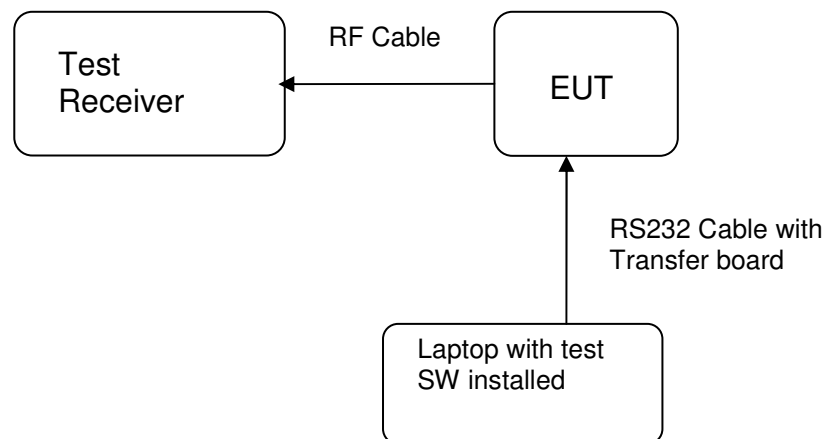 RF Cable
Test
Receiver
EUT
RS232 Cable with
Transfer board
Laptop with test
SW installed